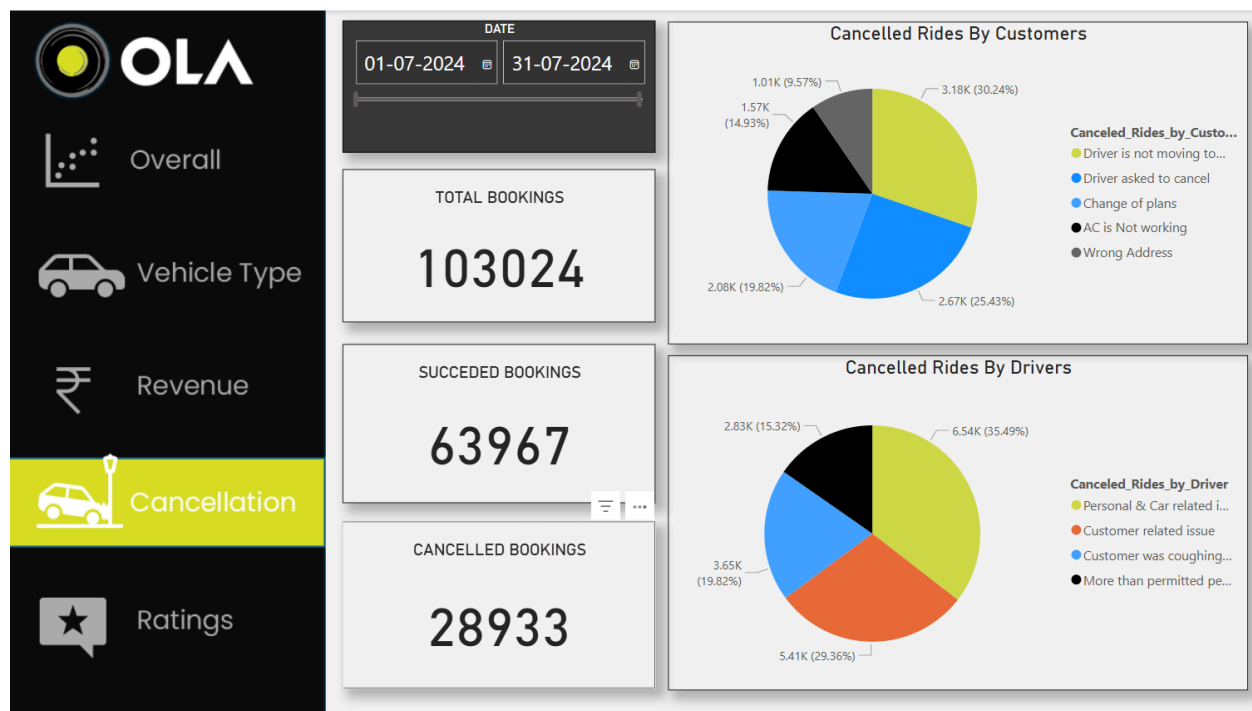 OLA
Overall
Vehicle Type
Revenue
Cancellation
Ratings
DATE
01-07-2024
31-07-2024
TOTAL BOOKINGS
103024
SUCCEDED BOOKINGS
63967
CANCELLED BOOKINGS
28933
Cancelled Rides By Customers
1.01K (9.57%)
3.18K (30.24%)
1.57K
(14.93%)
2.08K (19.82%)
2.67K (25.43%)
Canceled_Rides_by_Custo...
Driver is not moving to...
Driver asked to cancel
Change of plans
AC is Not working
Wrong Address
Cancelled Rides By Drivers
2.83K (15.32%)
6.54K (35.49%)
3.65K
(19.82%)
5.41K (29.36%)
Canceled_Rides_by_Driver
Personal & Car related i...
Customer related issue
Customer was coughing...
More than permitted pe...